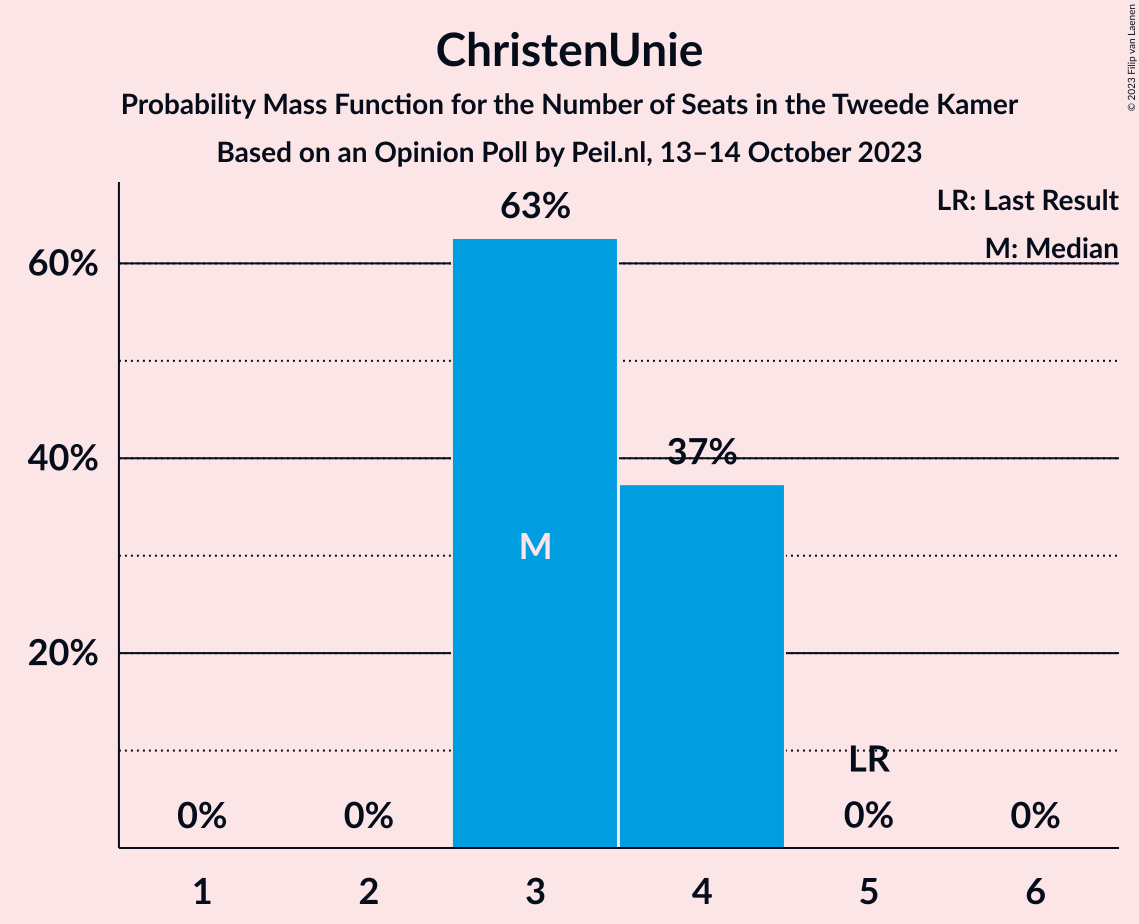 ChristenUnie
Probability Mass Function for the Number of Seats in the Tweede Kamer
Based on an Opinion Poll by Peil.nl, 13–14 October 2023
© 2023 Filip van Laenen
LR: Last Result
M: Median
63%
60%
40%
37%
M
20%
LR
0%
0%
0%
0%
1
2
3
4
5
6